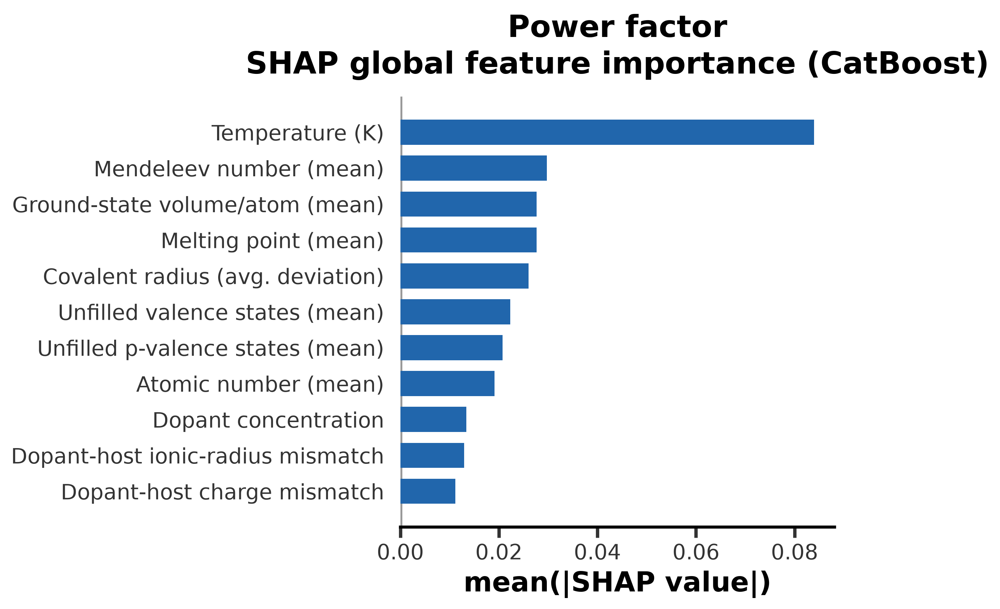 Power factor
SHAP global feature importance (CatBoost)
Temperature (K)
Mendeleev number (mean)
Ground-state volume/atom (mean)
Melting point (mean)
Covalent radius (avg. deviation)
Unfilled valence states (mean)
Unfilled p-valence states (mean)
Atomic number (mean)
Dopant concentration
Dopant-host ionic-radius mismatch
Dopant-host charge mismatch
0.00 0.02 0.04 0.06 0.08
mean(|SHAP value|)